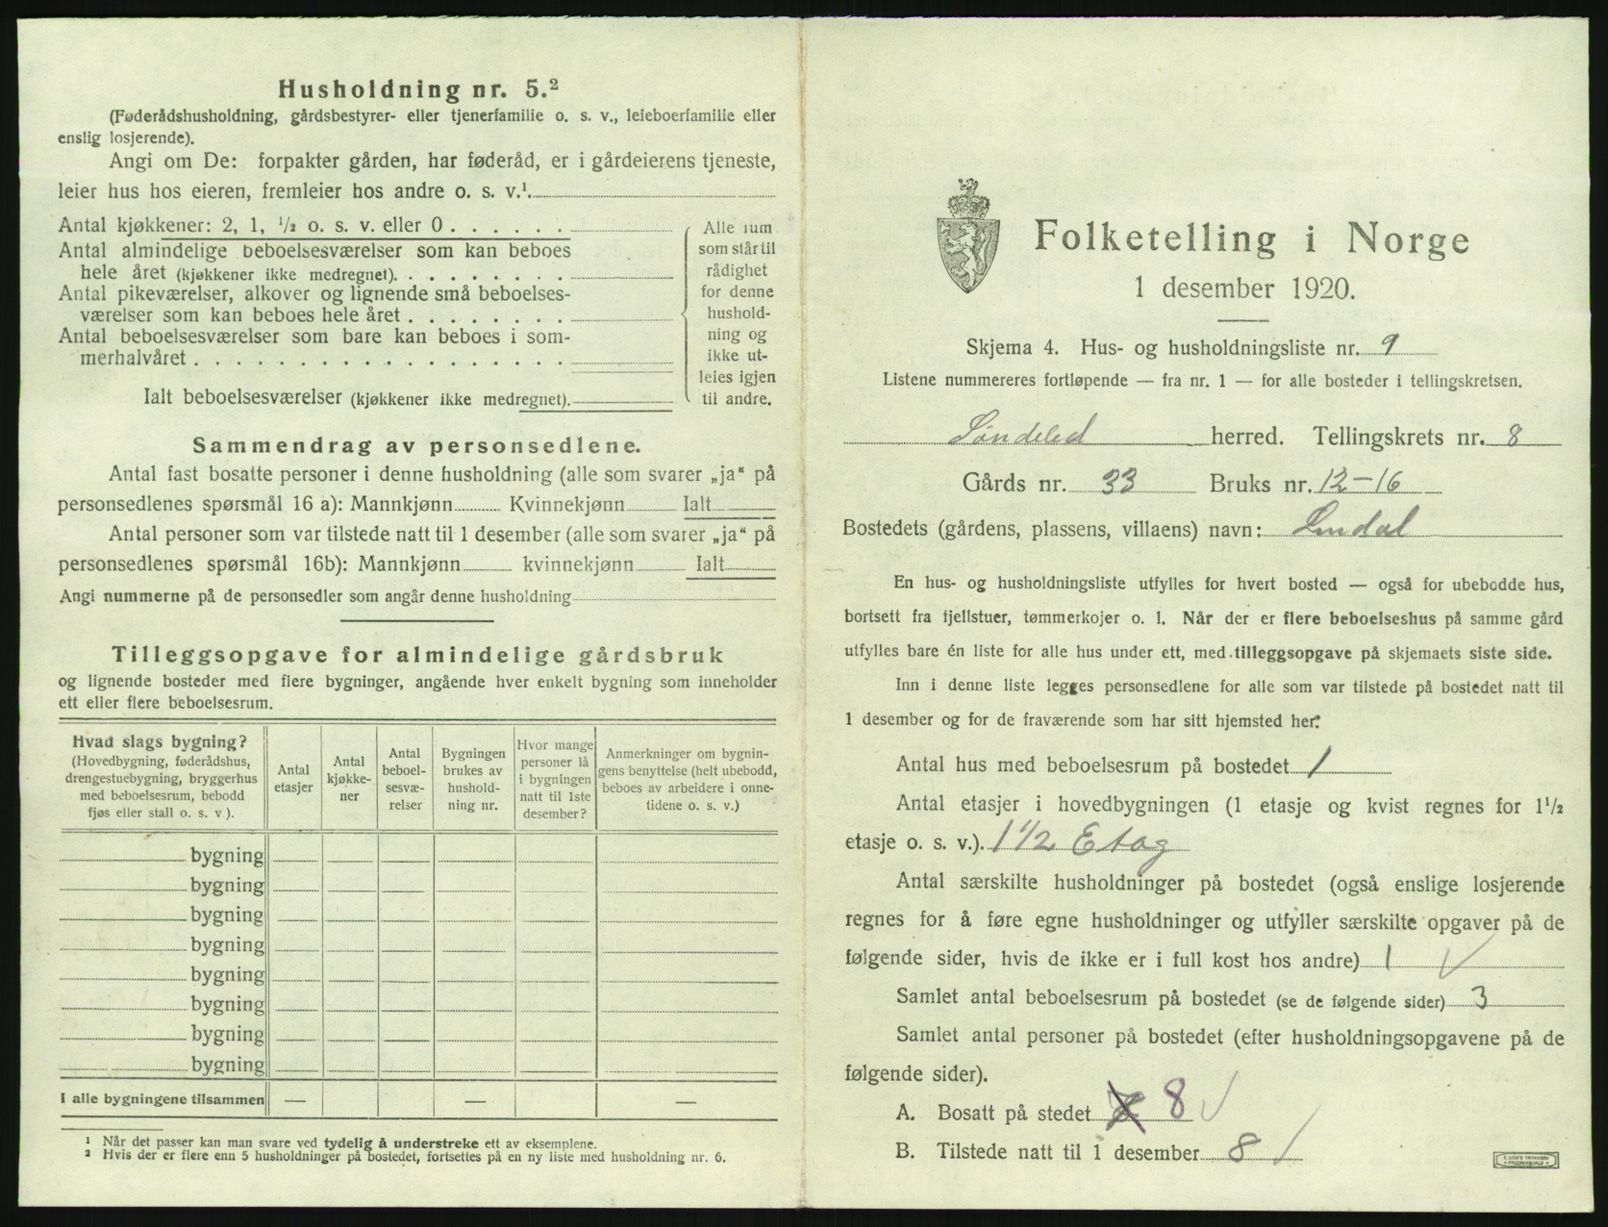 Husholdning nr. 5.²
(Føderådshusholdning, gårdsbestyrer- eller tjenerfamilie o. s. v., leieboerfamilie eller
enslig losjerende).
Angi om De: forpakter gården, har føderåd, er i gårdeierens tjeneste,
leier hus hos eieren, fremleier hos andre o. s. v.¹
Antal kjøkkener: 2, 1, ½ o. s. v. eller 0
Antal almindelige beboelsesværelser som kan beboes
hele året (kjøkkener ikke medregnet)
Antal pikeværelser, alkover og lignende små beboelses-
værelser som kan beboes hele året
Antal beboelsesværelser som bare kan beboes i som-
merhalvåret
Ialt beboelsesværelser (kjøkkener ikke medregnet)
Alle rum
som står til
rådighet
for denne
hushold-
ning og
ikke ut-
leies igjen
til andre.
Sammendrag av personsedlene.
Antal fast bosatte personer i denne husholdning (alle som svarer „ja“ på
personsedlenes spørsmål 16 a): Mannkjønn Kvinnekjønn Ialt
Antal personer som var tilstede natt til 1 desember (alle som svarer „ja“ på
personsedlenes spørsmål 16b): Mannkjønn kvinnekjønn Ialt
Angi nummerne på de personsedler som angår denne husholdning
Tilleggsopgave for almindelige gårdsbruk
og lignende bosteder med flere bygninger, angående hver enkelt bygning som inneholder
ett eller flere beboelsesrum.
Hvad slags bygning?
(Hovedbygning, føderådshus,
drengestuebygning, bryggerhus
med beboelsesrum, bebodd
fjøs eller stall o. s. v.).
Antal
etasjer
Antal
kjøkke-
ner
Antal
beboel-
sesvæ-
relser
Bygningen
brukes av
hushold-
ning nr.
Hvor mange
personer lå
i bygningen
natt til 1ste
desember?
Anmerkninger om bygnin-
gens benyttelse (helt ubebodd,
beboes av arbeidere i onne-
tidene o. s. v.)
bygning
bygning
bygning
bygning
bygning
bygning
bygning
bygning
I alle bygningene tilsammen — — —
¹ Når det passer kan man svare ved tydelig å understreke ett av eksemplene.
² Hvis der er flere enn 5 husholdninger på bostedet, fortsettes på en ny liste med husholdning nr. 6.
Folketelling i Norge
1 desember 1920.
Skjema 4. Hus- og husholdningsliste nr. 9
Listene nummereres fortløpende — fra nr. 1 — for alle bosteder i tellingskretsen.
Søndeled herred. Tellingskrets nr. 8
Gårds nr. 33 Bruks nr. 12-16
Bostedets (gårdens, plassens, villaens) navn: Lindal
En hus- og husholdningsliste utfylles for hvert bosted — også for ubebodde hus,
bortsett fra fjellstuer, tømmerkojer o. l. Når der er flere beboelseshus på samme gård
utfylles bare én liste for alle hus under ett, med tilleggsopgave på skjemaets siste side.
Inn i denne liste legges personsedlene for alle som var tilstede på bostedet natt til
1 desember og for de fraværende som har sitt hjemsted her.
Antal hus med beboelsesrum på bostedet 1
Antal etasjer i hovedbygningen (1 etasje og kvist regnes for 1½
etasje o. s. v.). 1½ Etag
Antal særskilte husholdninger på bostedet (også enslige losjerende
regnes for å føre egne husholdninger og utfyller særskilte opgaver på de
følgende sider, hvis de ikke er i full kost hos andre) 1 ✓
Samlet antal beboelsesrum på bostedet (se de følgende sider) 3
Samlet antal personer på bostedet (efter husholdningsopgavene på de
følgende sider).
A. Bosatt på stedet 8 ✓
B. Tilstede natt til 1 desember 8 /